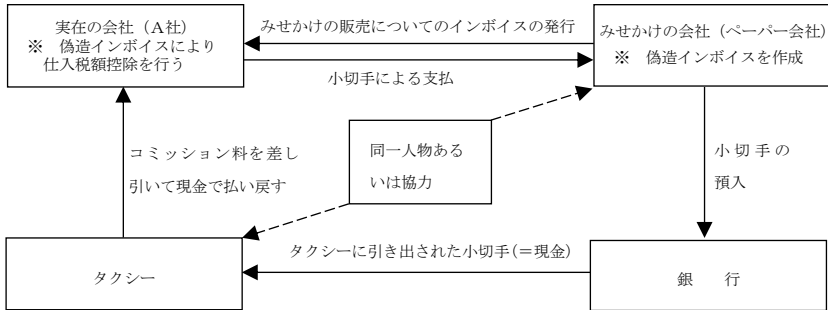 実在の会社（A社）
※　偽造インボイスにより
仕入税額控除を行う
みせかけの販売についてのインボイスの発行
小切手による支払
みせかけの会社（ペーパー会社）
※　偽造インボイスを作成
コミッション料を差し
引いて現金で払い戻す
同一人物ある
いは協力
小切手の
預入
タクシー
タクシーに引き出された小切手（＝現金）
銀　　行